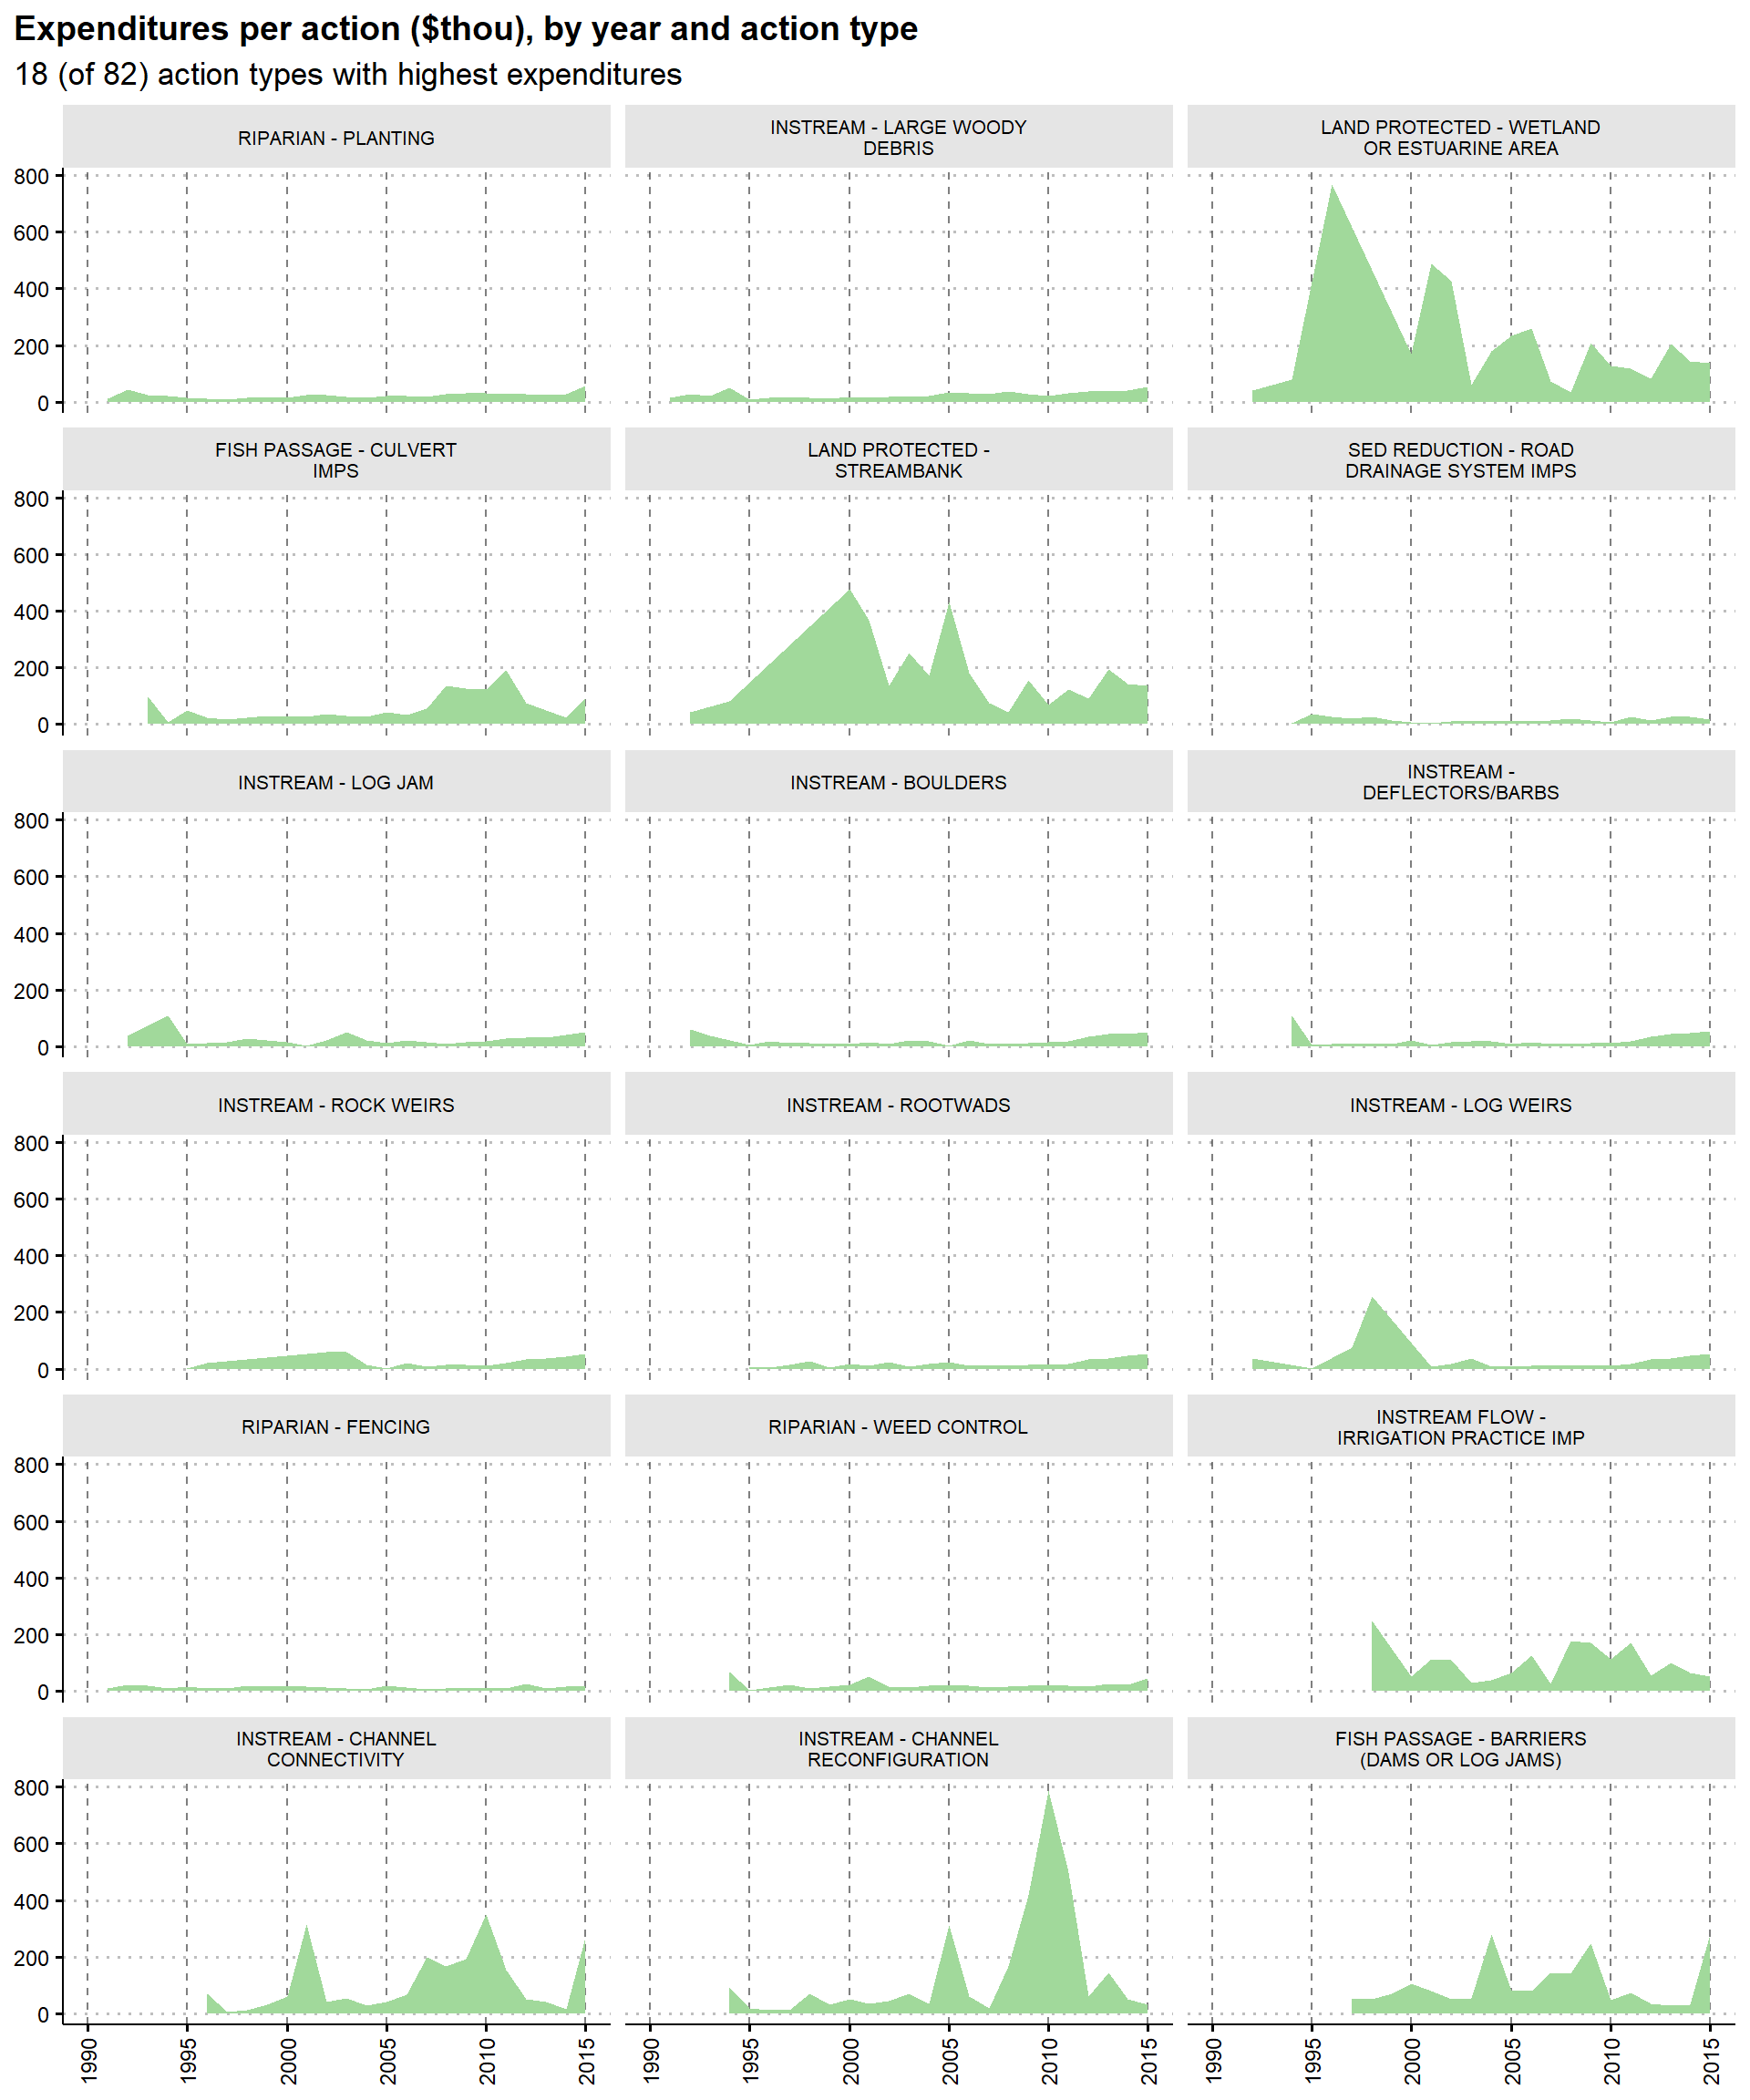 Expenditures per action ($thou), by year and action type
18 (of 82) action types with highest expenditures
RIPARIAN - PLANTING
INSTREAM - LARGE WOODY
DEBRIS
LAND PROTECTED - WETLAND
OR ESTUARINE AREA
800
600
400
200
0
FISH PASSAGE - CULVERT
IMPS
LAND PROTECTED -
STREAMBANK
SED REDUCTION - ROAD
DRAINAGE SYSTEM IMPS
800
600
400
200
0
INSTREAM - LOG JAM
INSTREAM - BOULDERS
INSTREAM -
DEFLECTORS/BARBS
800
600
400
200
0
INSTREAM - ROCK WEIRS
INSTREAM - ROOTWADS
INSTREAM - LOG WEIRS
800
600
400
200
0
RIPARIAN - FENCING
RIPARIAN - WEED CONTROL
INSTREAM FLOW -
IRRIGATION PRACTICE IMP
800
600
400
200
0
INSTREAM - CHANNEL
CONNECTIVITY
INSTREAM - CHANNEL
RECONFIGURATION
FISH PASSAGE - BARRIERS
(DAMS OR LOG JAMS)
800
600
400
200
0
1990
1995
2000
2005
2010
2015
1990
1995
2000
2005
2010
2015
1990
1995
2000
2005
2010
2015